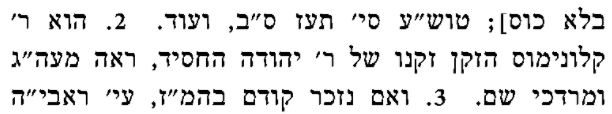 בלא כוס]; טוש״ע סי׳ תעז ס״ב, ועוד. 2. הוא ר׳
קלונימוס הזקן זקנו של ר׳ יהודה החסיד, ראה מעה״ג
ומרדכי שם. 3. ואם נזכר קודם בהמ״ז, עי׳ ראבי״ה